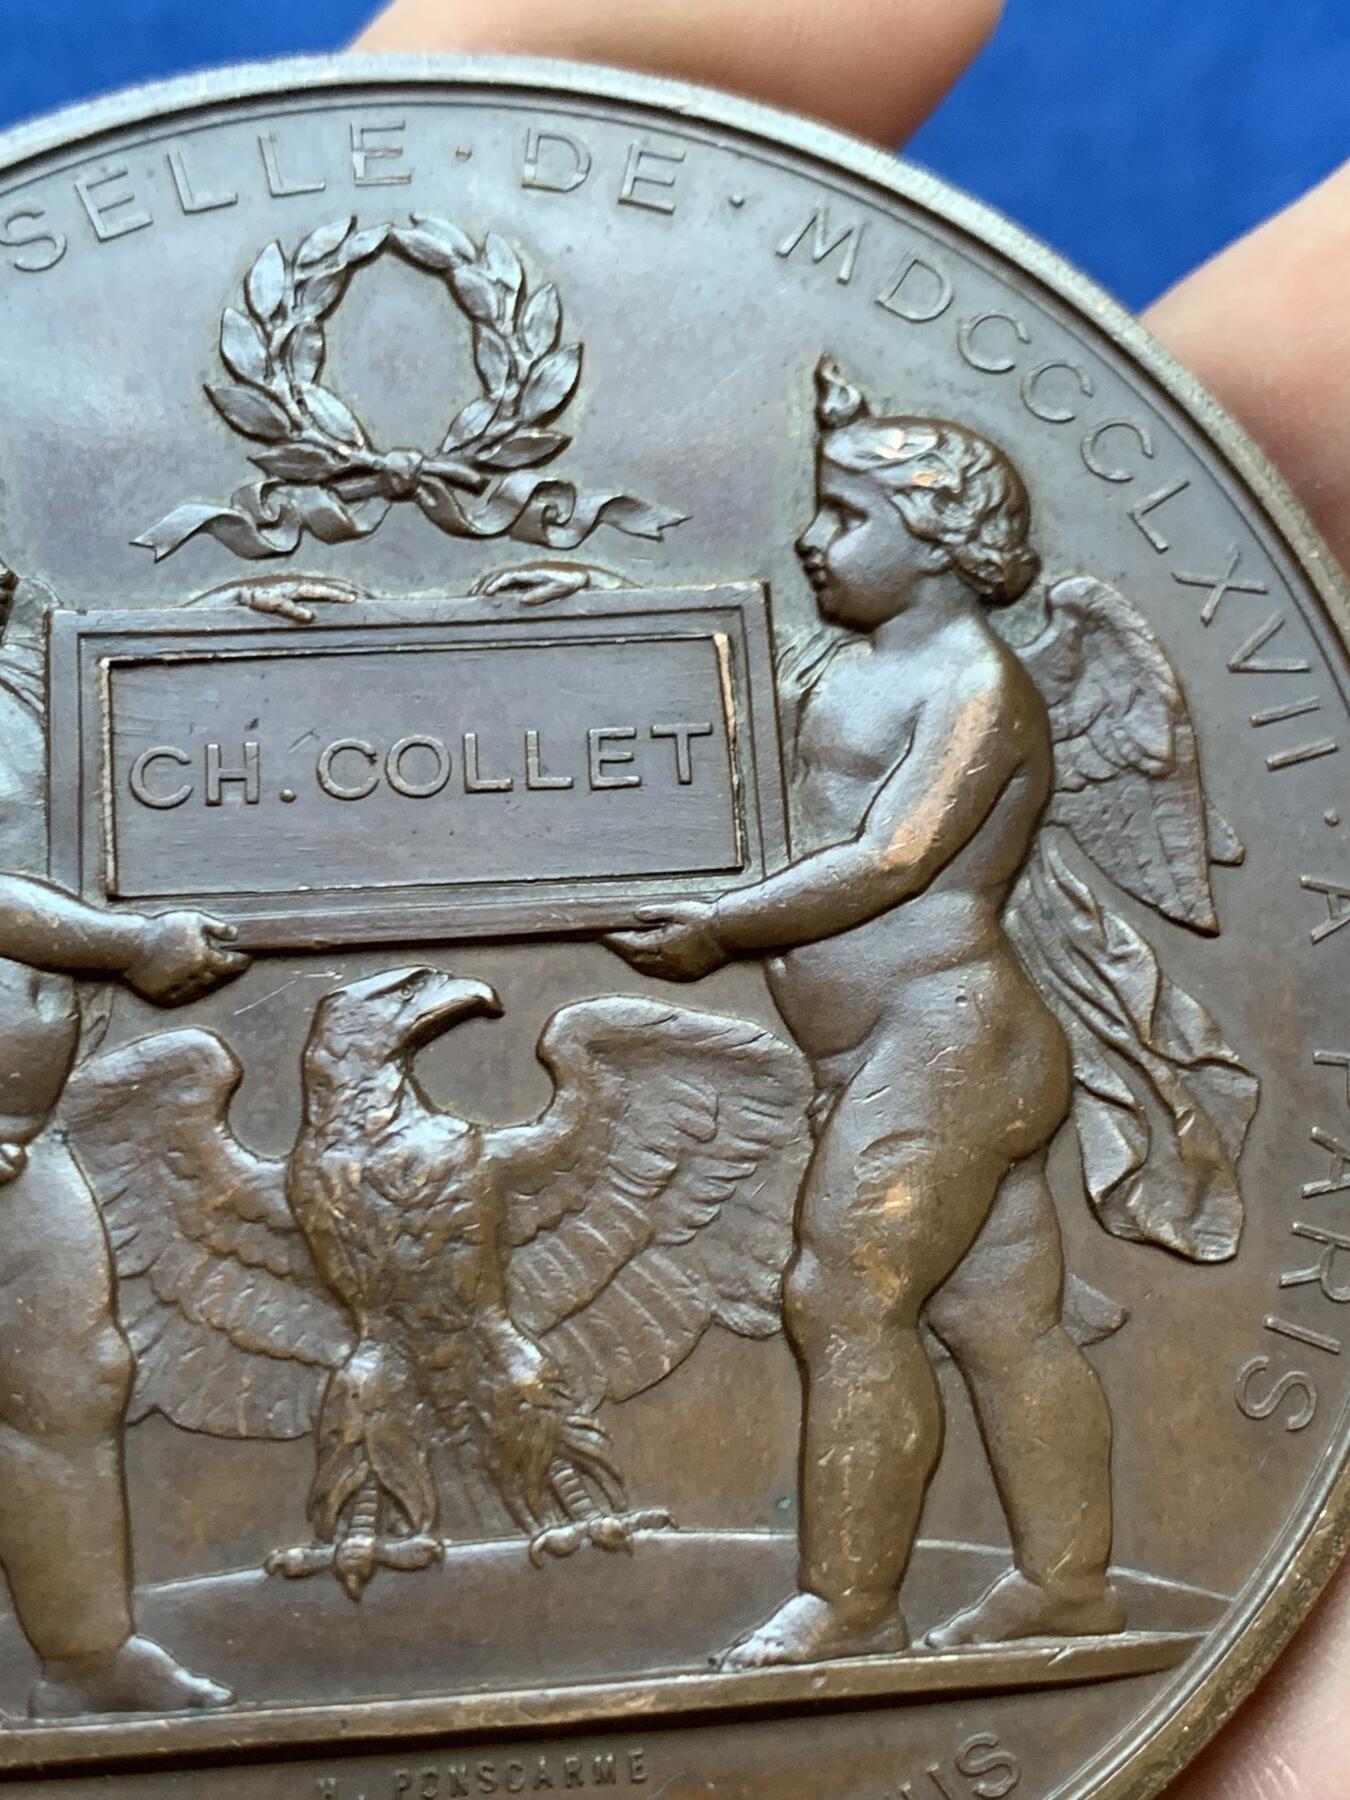 SELLE · DE · MDCCCLXVII · A PARIS
CH. COLLET
H. PONSCARME